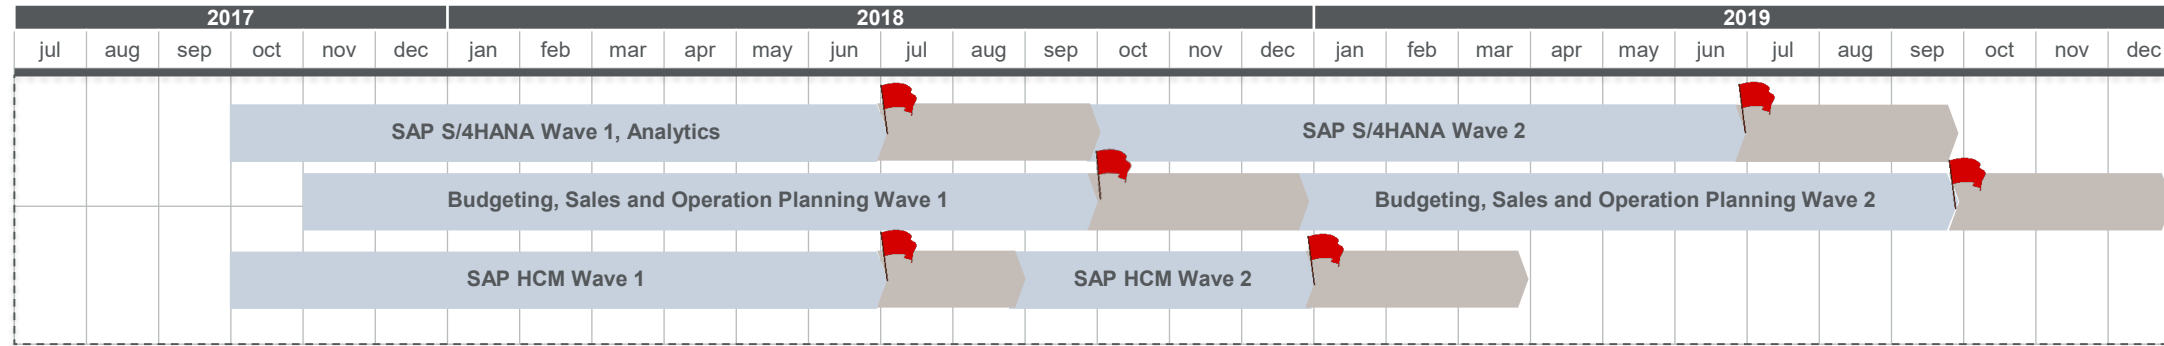 2017 2018 2019
jul aug sep oct nov dec jan feb mar apr may jun jul aug sep oct nov dec jan feb mar apr may jun jul aug sep oct nov dec
SAP S/4HANA Wave 1, Analytics SAP S/4HANA Wave 2
Budgeting, Sales and Operation Planning Wave 1 Budgeting, Sales and Operation Planning Wave 2
SAP HCM Wave 1 SAP HCM Wave 2